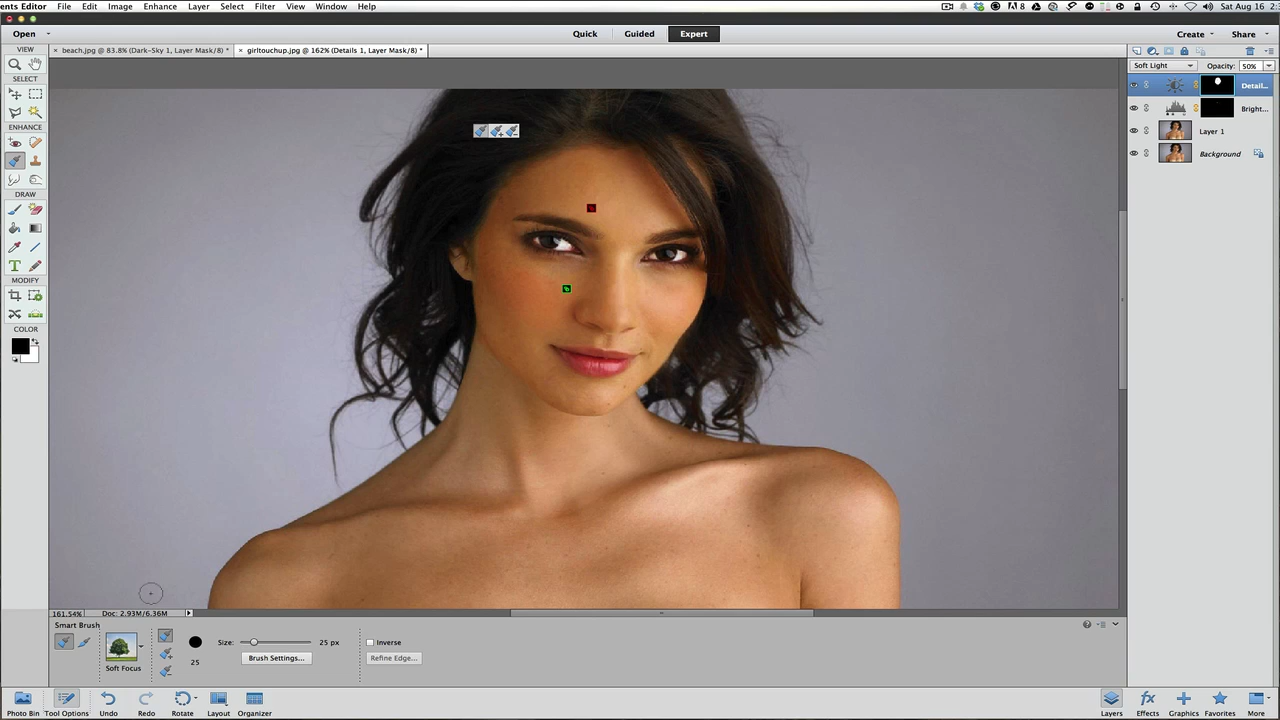 ents Editor File Edit Image Enhance Layer Select Filter View Window Help 8 Sat Aug 16
Open Quick Guided Expert Create Share
VIEW × beach.jpg @ 83.8% (Dark-Sky 1, Layer Mask/8) * × girltouchup.jpg @ 162% (Details 1, Layer Mask/8) *
Soft Light Opacity: 50%
SELECT
Detail...
Bright...
ENHANCE
Layer 1
Background
DRAW
T
MODIFY
COLOR
161.54% Doc: 2.93M/6.36M
Smart Brush
Size: 25 px Inverse
Brush Settings... Refine Edge...
25
Soft Focus
Photo Bin Tool Options Undo Redo Rotate Layout Organizer Layers Effects Graphics Favorites More